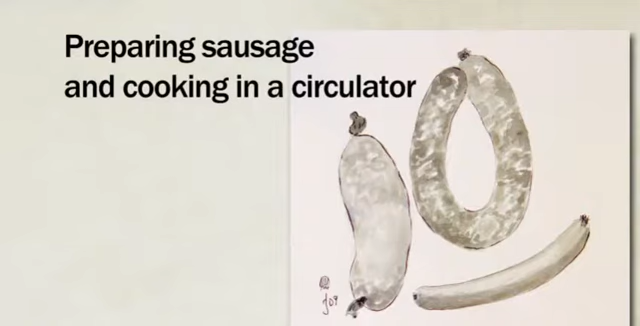 Preparing sausage
and cooking in a circulator